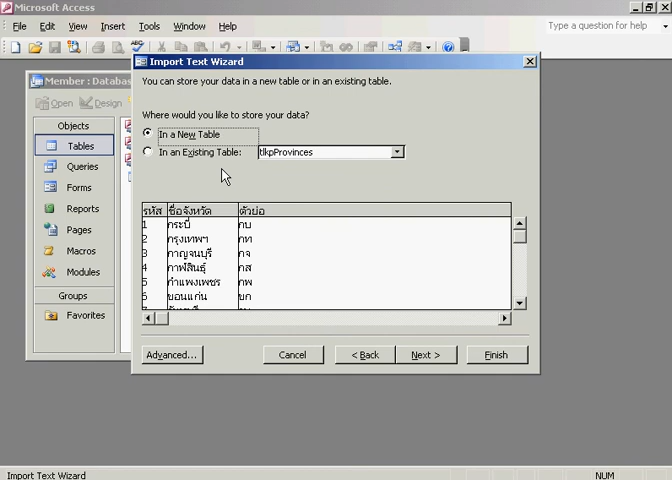 Microsoft Access
File Edit View Insert Tools Window Help
Type a question for help
Member : Databas
Open Design
Objects
Tables
Queries
Forms
Reports
Pages
Macros
Modules
Groups
Favorites
Import Text Wizard
You can store your data in a new table or in an existing table.
Where would you like to store your data?
In a New Table
In an Existing Table: tlkpProvinces
รหัส ชื่อจังหวัด ตัวย่อ
1 กระบี่ กบ
2 กรุงเทพฯ กท
3 กาญจนบุรี กจ
4 กาฬสินธุ์ กส
5 กำแพงเพชร กพ
6 ขอนแก่น ขก
Advanced... Cancel < Back Next > Finish
Import Text Wizard NUM